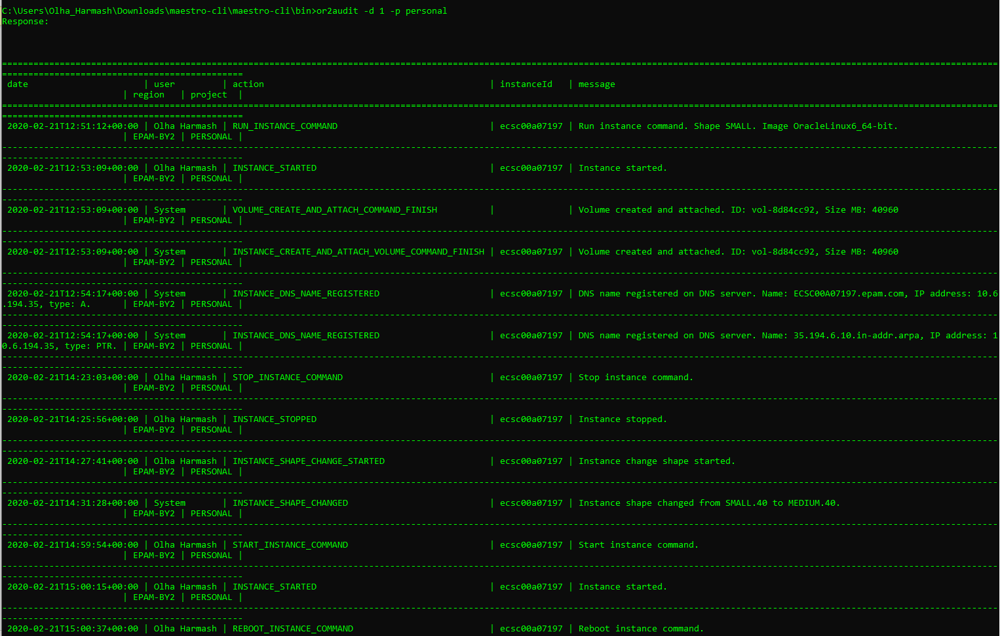 C:\Users\Olha_Harmash\Downloads\maestro-cli\maestro-cli\bin>or2audit -d 1 -p personal
Response:
date | user | action | instanceId | message
| region | project |
2020-02-21T12:51:12+00:00 | Olha Harmash | RUN_INSTANCE_COMMAND | ecsc00a07197 | Run instance command. Shape SMALL. Image OracleLinux6_64-bit.
| EPAM-BY2 | PERSONAL |
2020-02-21T12:53:09+00:00 | Olha Harmash | INSTANCE_STARTED | ecsc00a07197 | Instance started.
| EPAM-BY2 | PERSONAL |
2020-02-21T12:53:09+00:00 | System | VOLUME_CREATE_AND_ATTACH_COMMAND_FINISH | | Volume created and attached. ID: vol-8d84cc92, Size MB: 40960
| EPAM-BY2 | PERSONAL |
2020-02-21T12:53:09+00:00 | System | INSTANCE_CREATE_AND_ATTACH_VOLUME_COMMAND_FINISH | ecsc00a07197 | Volume created and attached. ID: vol-8d84cc92, Size MB: 40960
| EPAM-BY2 | PERSONAL |
2020-02-21T12:54:17+00:00 | System | INSTANCE_DNS_NAME_REGISTERED | ecsc00a07197 | DNS name registered on DNS server. Name: ECSC00A07197.epam.com, IP address: 10.6
.194.35, type: A. | EPAM-BY2 | PERSONAL |
2020-02-21T12:54:17+00:00 | System | INSTANCE_DNS_NAME_REGISTERED | ecsc00a07197 | DNS name registered on DNS server. Name: 35.194.6.10.in-addr.arpa, IP address: 1
0.6.194.35, type: PTR. | EPAM-BY2 | PERSONAL |
2020-02-21T14:23:03+00:00 | Olha Harmash | STOP_INSTANCE_COMMAND | ecsc00a07197 | Stop instance command.
| EPAM-BY2 | PERSONAL |
2020-02-21T14:25:56+00:00 | Olha Harmash | INSTANCE_STOPPED | ecsc00a07197 | Instance stopped.
| EPAM-BY2 | PERSONAL |
2020-02-21T14:27:41+00:00 | Olha Harmash | INSTANCE_SHAPE_CHANGE_STARTED | ecsc00a07197 | Instance change shape started.
| EPAM-BY2 | PERSONAL |
2020-02-21T14:31:28+00:00 | System | INSTANCE_SHAPE_CHANGED | ecsc00a07197 | Instance shape changed from SMALL.40 to MEDIUM.40.
| EPAM-BY2 | PERSONAL |
2020-02-21T14:59:54+00:00 | Olha Harmash | START_INSTANCE_COMMAND | ecsc00a07197 | Start instance command.
| EPAM-BY2 | PERSONAL |
2020-02-21T15:00:15+00:00 | Olha Harmash | INSTANCE_STARTED | ecsc00a07197 | Instance started.
| EPAM-BY2 | PERSONAL |
2020-02-21T15:00:37+00:00 | Olha Harmash | REBOOT_INSTANCE_COMMAND | ecsc00a07197 | Reboot instance command.